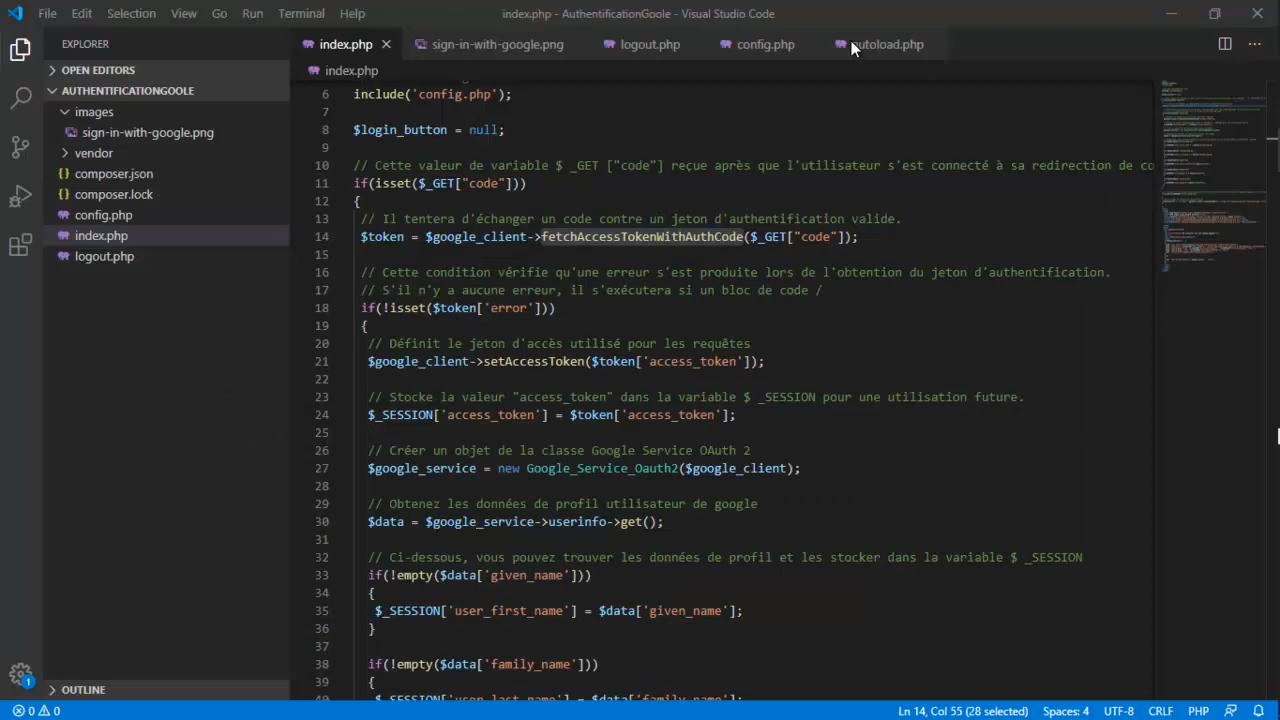 File Edit Selection View Go Run Terminal Help
index.php - AuthentificationGoole - Visual Studio Code
EXPLORER
OPEN EDITORS
AUTHENTIFICATIONGOOLE
images
sign-in-with-google.png
vendor
composer.json
composer.lock
config.php
index.php
logout.php
OUTLINE
index.php sign-in-with-google.png logout.php config.php autoload.php
index.php
6 include('config.php');
7
8 $login_button = null;
9
10 // Cette valeur de variable $_GET ["code"] reçue après que l'utilisateur s'est connecté à sa redirection de co
11 if(isset($_GET["code"]))
12 {
13 // Il tentera d'échanger un code contre un jeton d'authentification valide.
14 $token = $google_client->fetchAccessTokenWithAuthCode($_GET["code"]);
15
16 // Cette condition vérifie qu'une erreur s'est produite lors de l'obtention du jeton d'authentification.
17 // S'il n'y a aucune erreur, il s'exécutera si un bloc de code /
18 if(!isset($token['error']))
19 {
20 // Définit le jeton d'accès utilisé pour les requêtes
21 $google_client->setAccessToken($token['access_token']);
22
23 // Stocke la valeur "access_token" dans la variable $ _SESSION pour une utilisation future.
24 $_SESSION['access_token'] = $token['access_token'];
25
26 // Créer un objet de la classe Google Service OAuth 2
27 $google_service = new Google_Service_Oauth2($google_client);
28
29 // Obtenez les données de profil utilisateur de google
30 $data = $google_service->userinfo->get();
31
32 // Ci-dessous, vous pouvez trouver les données de profil et les stocker dans la variable $ _SESSION
33 if(!empty($data['given_name']))
34 {
35 $_SESSION['user_first_name'] = $data['given_name'];
36 }
37
38 if(!empty($data['family_name']))
39 {
40 $_SESSION['user_last_name'] = $data['family_name'];
1
0 0 Ln 14, Col 55 (28 selected) Spaces: 4 UTF-8 CRLF PHP